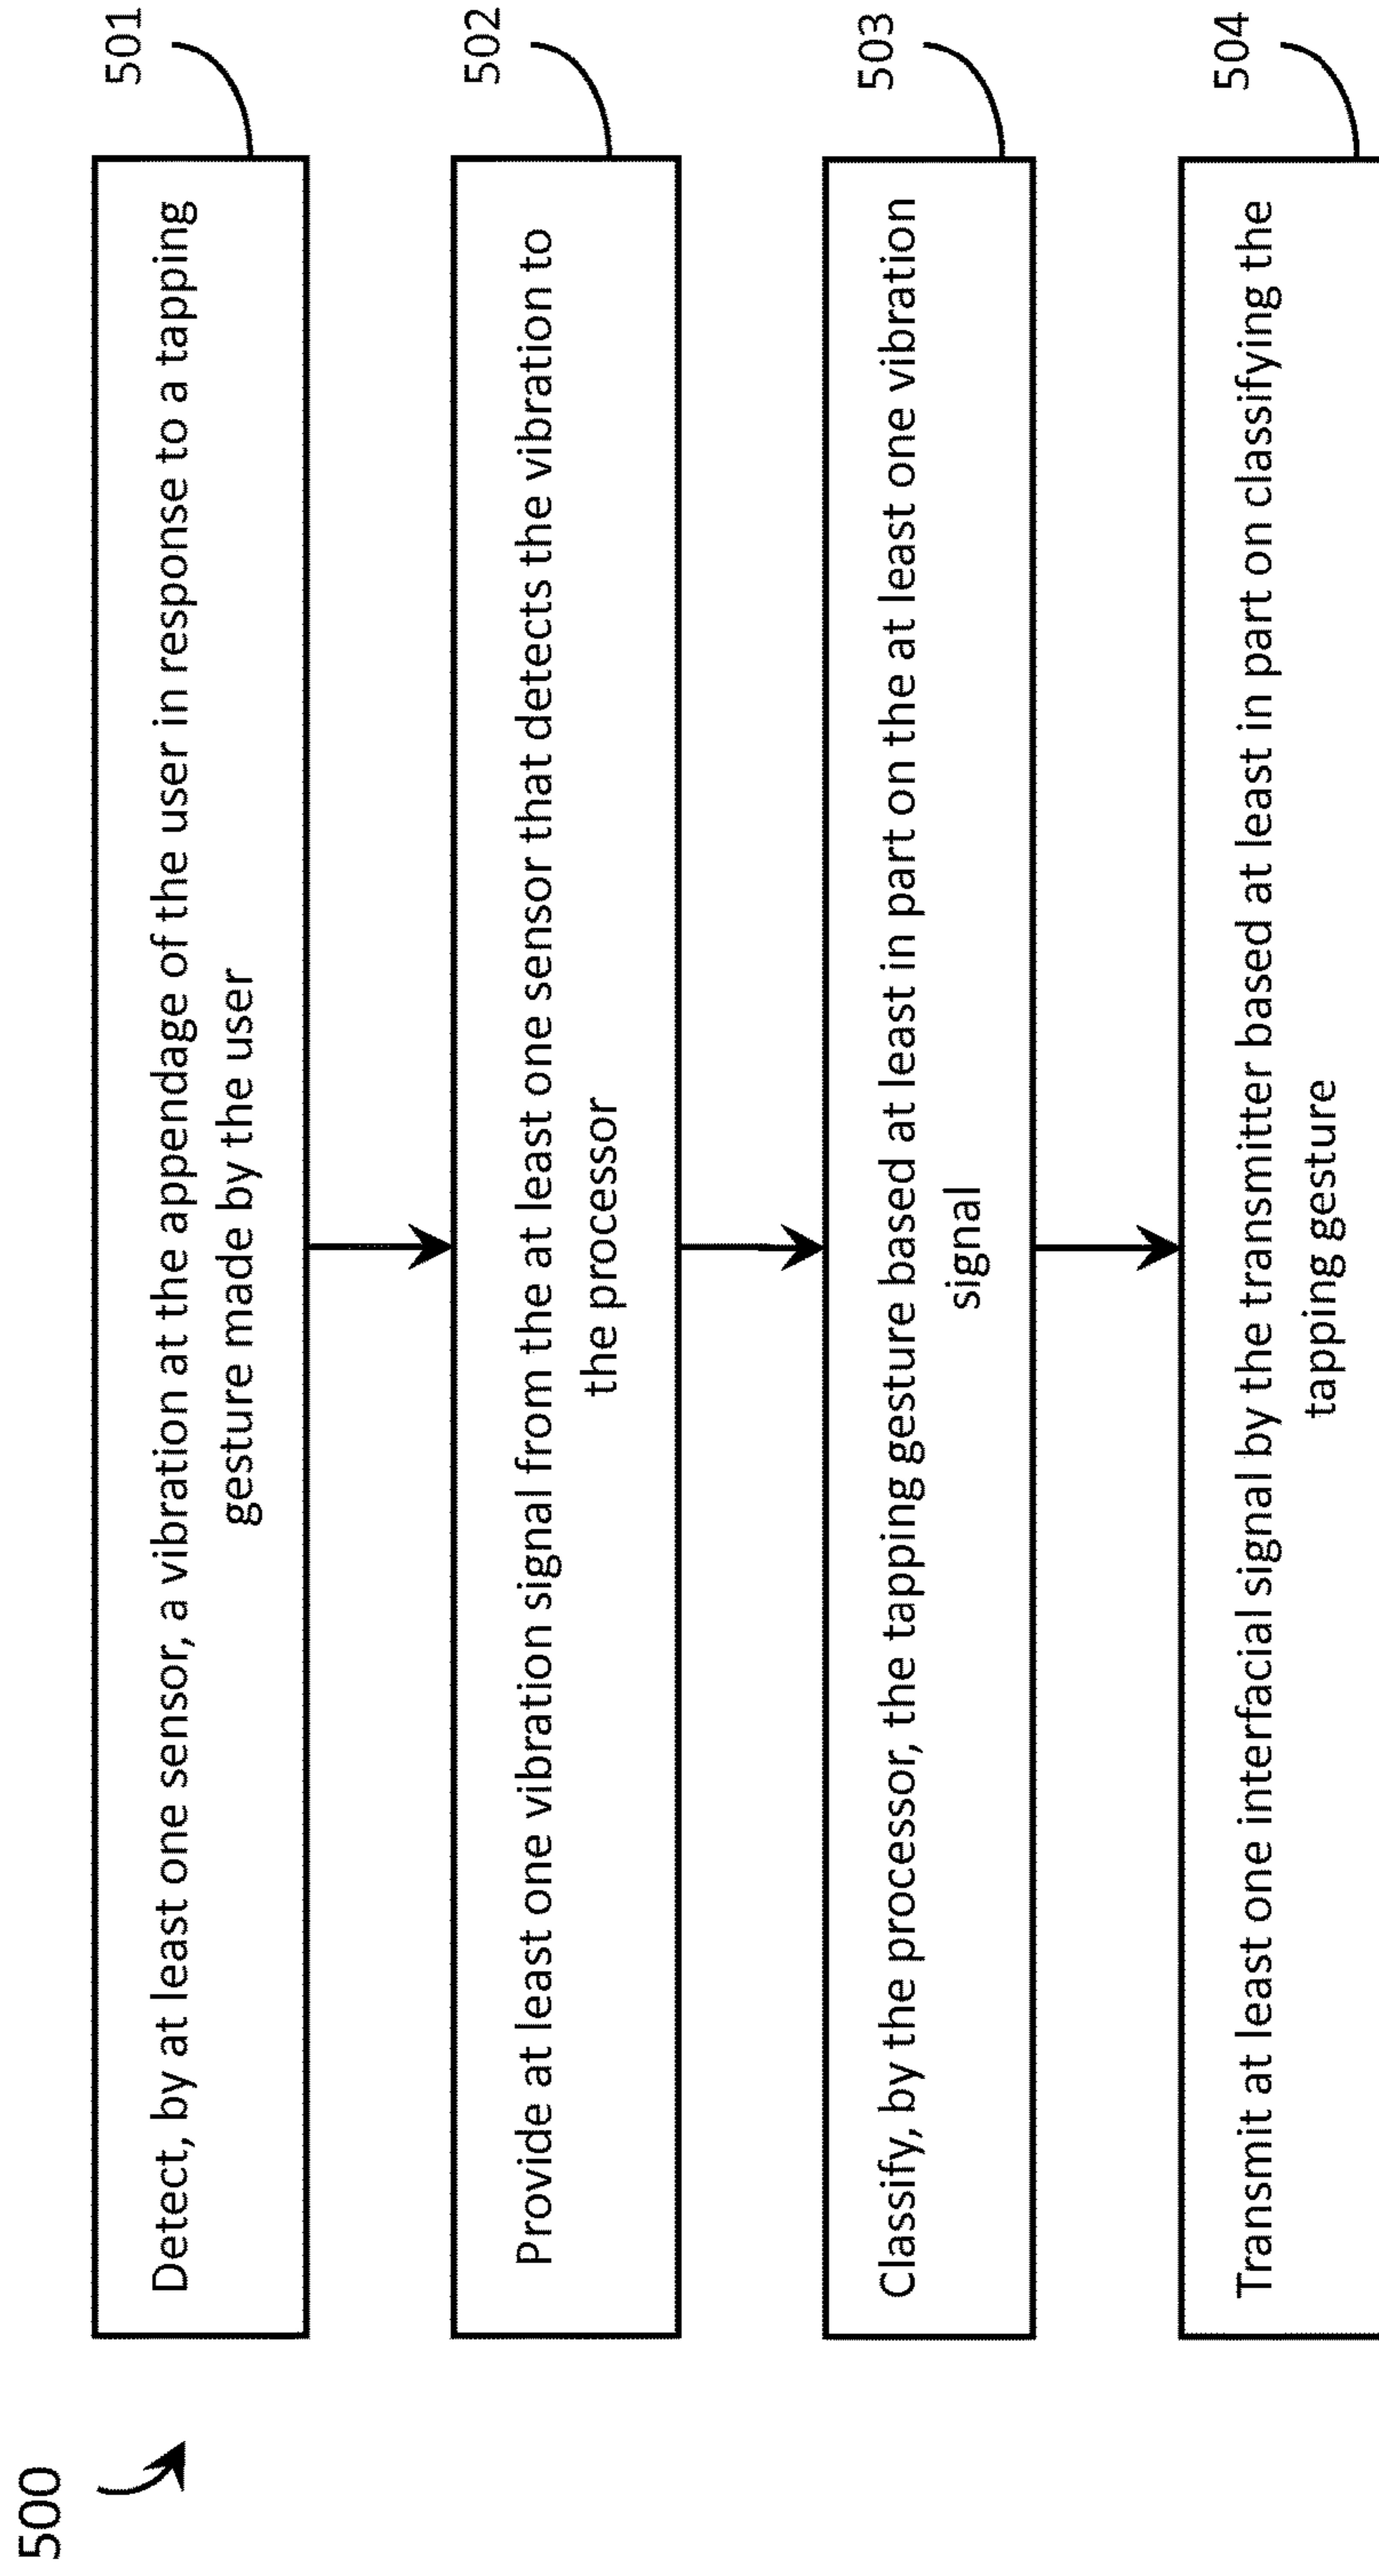 500
501
Detect, by at least one sensor, a vibration at the appendage of the user in response to a tapping
gesture made by the user
502
Provide at least one vibration signal from the at least one sensor that detects the vibration to
the processor
503
Classify, by the processor, the tapping gesture based at least in part on the at least one vibration
signal
504
Transmit at least one interfacial signal by the transmitter based at least in part on classifying the
tapping gesture